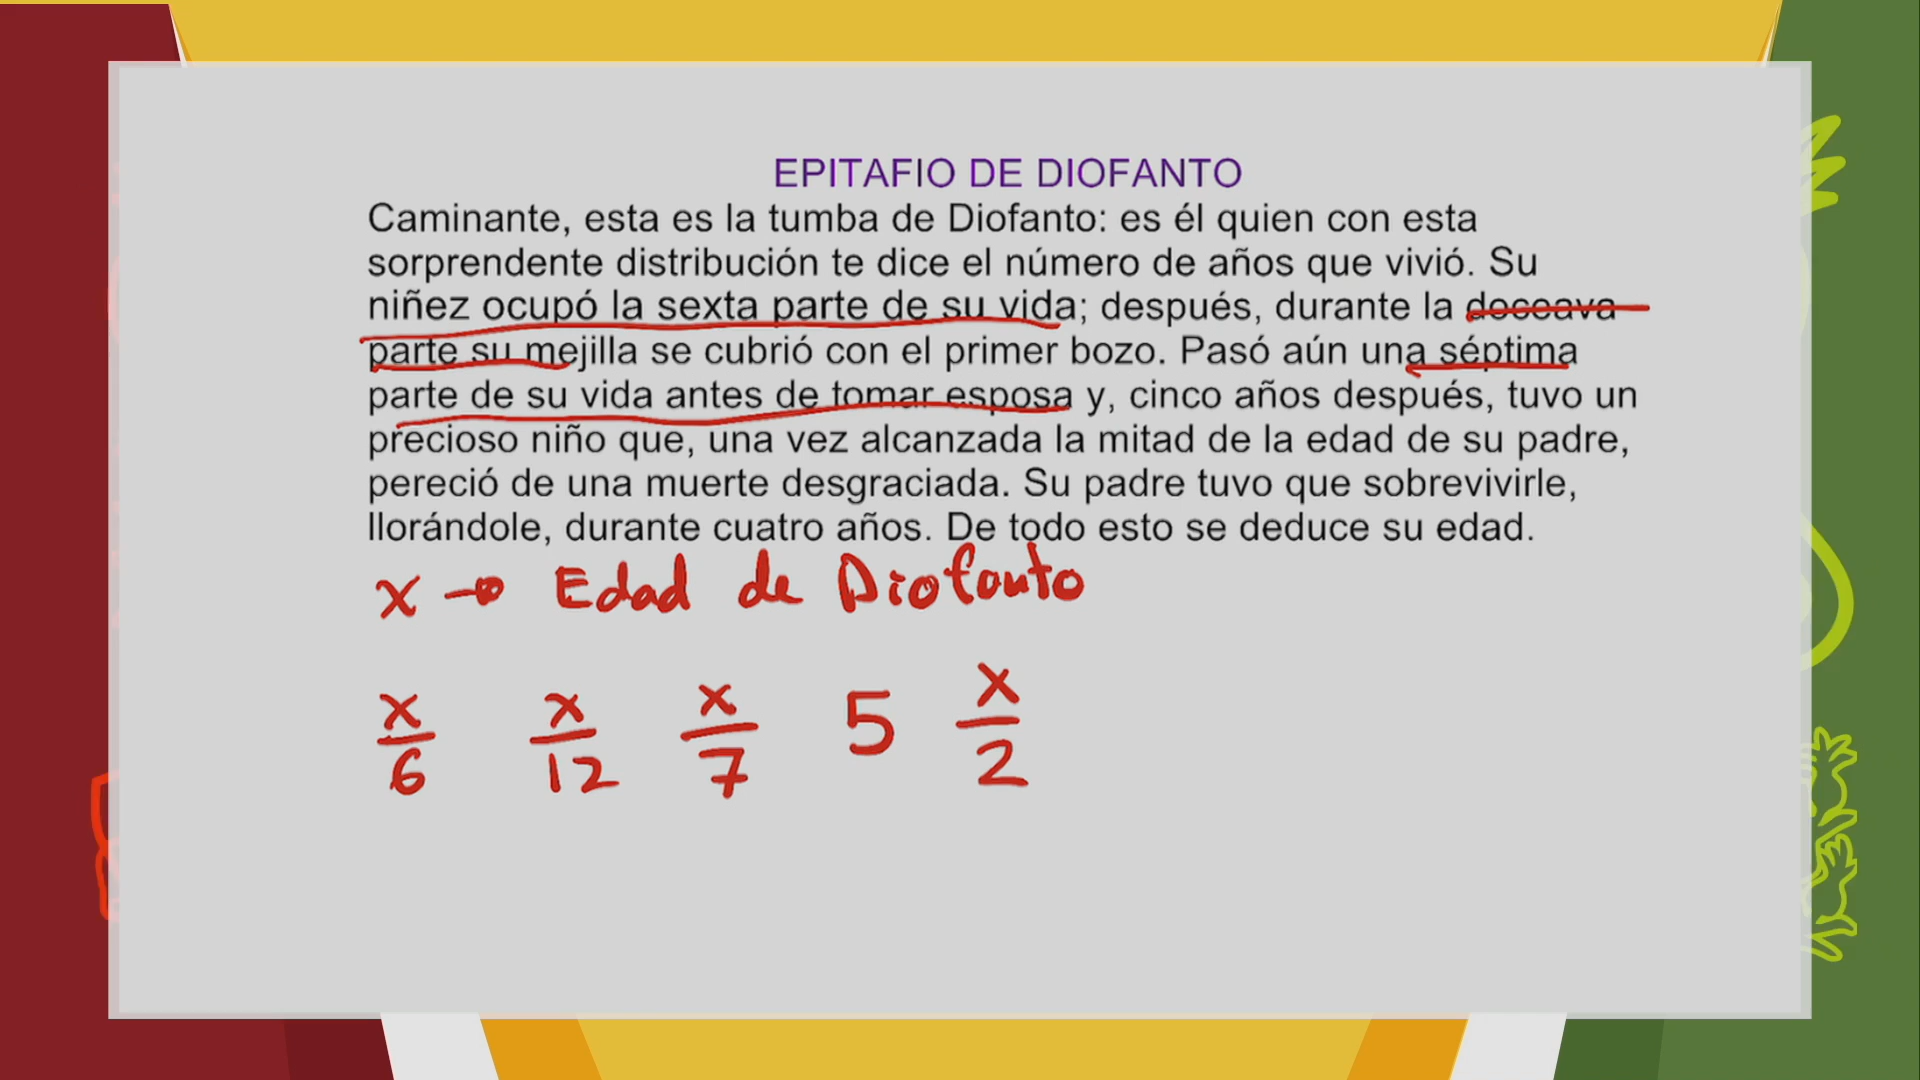 EPITAFIO DE DIOFANTO
Caminante, esta es la tumba de Diofanto: es él quien con esta
sorprendente distribución te dice el número de años que vivió. Su
niñez ocupó la sexta parte de su vida; después, durante la doceava
parte su mejilla se cubrió con el primer bozo. Pasó aún una séptima
parte de su vida antes de tomar esposa y, cinco años después, tuvo un
precioso niño que, una vez alcanzada la mitad de la edad de su padre,
pereció de una muerte desgraciada. Su padre tuvo que sobrevivirle,
llorándole, durante cuatro años. De todo esto se deduce su edad.
x → Edad de Diofanto
x/6 x/12 x/7 5 x/2